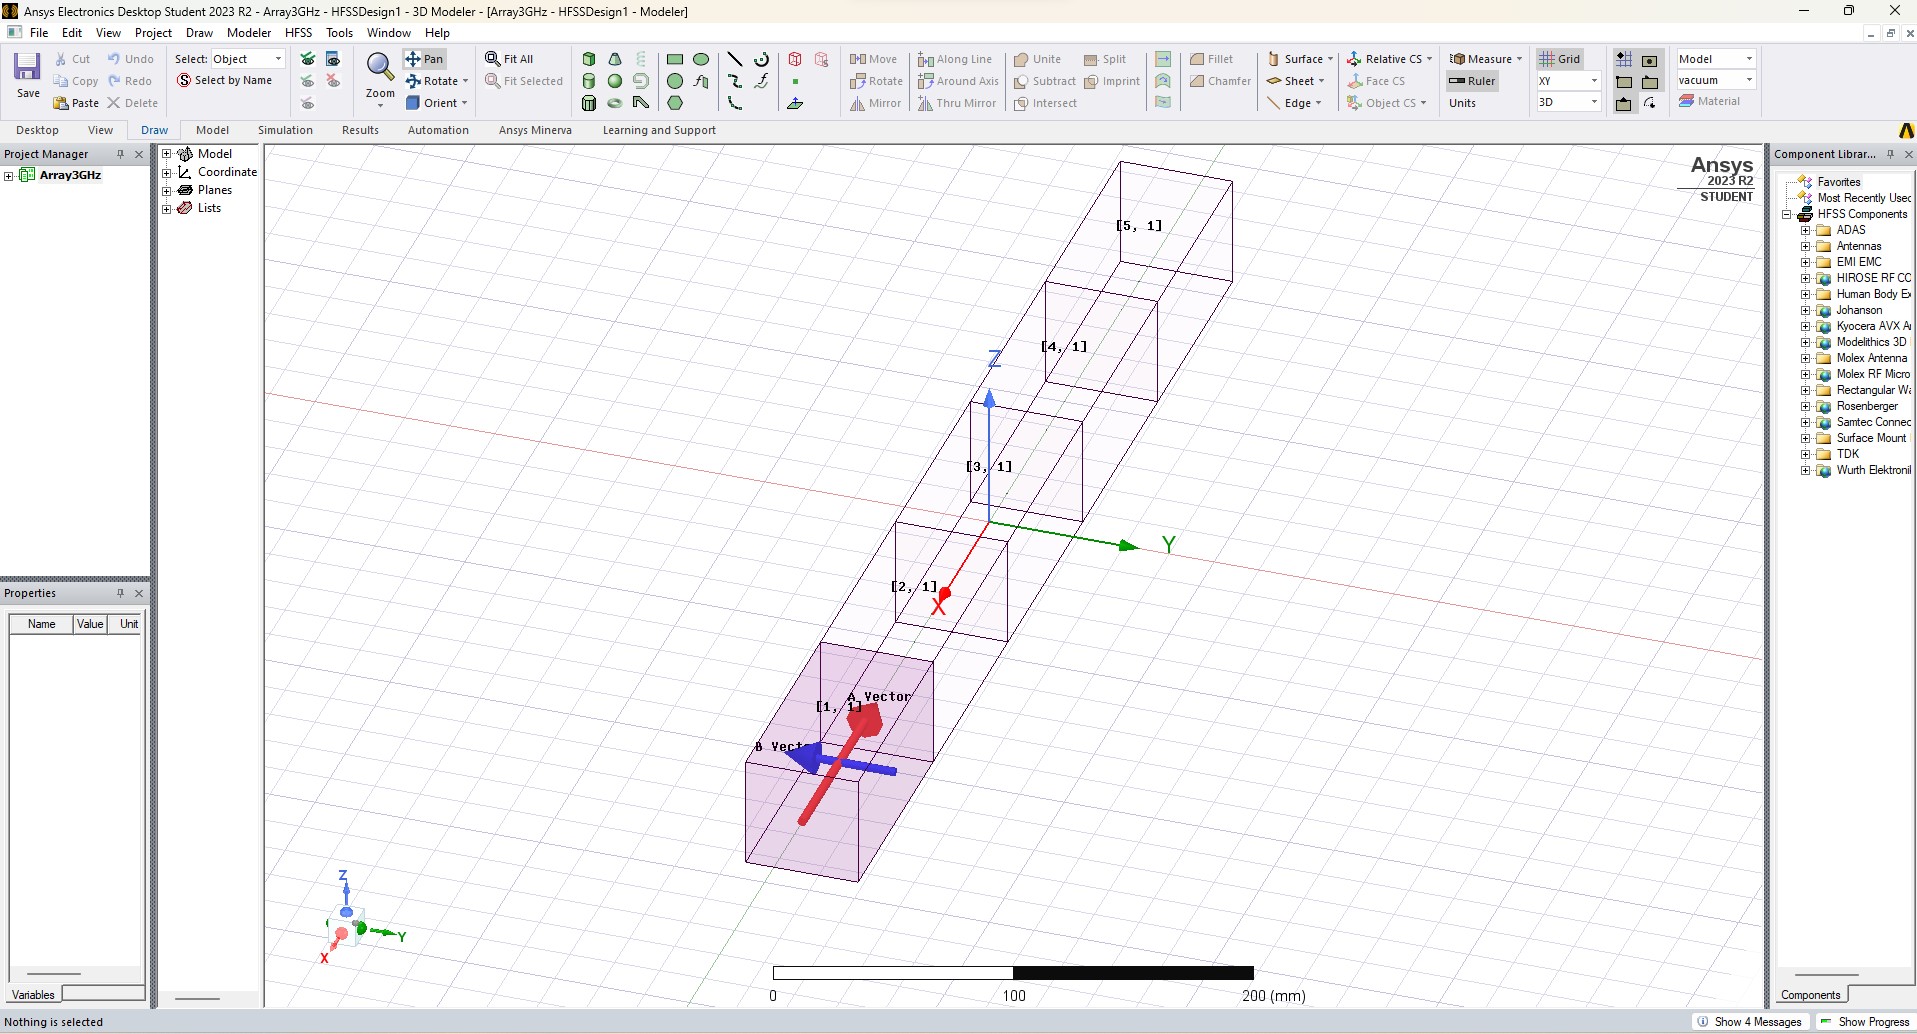 Ansys Electronics Desktop Student 2023 R2 - Array3GHz - HFSSDesign1 - 3D Modeler - [Array3GHz - HFSSDesign1 - Modeler]
File Edit View Project Draw Modeler HFSS Tools Window Help
Save
Cut
Copy
Paste
Undo
Redo
Delete
Select: Object
Select by Name
Zoom
Pan
Rotate
Orient
Fit All
Fit Selected
Move
Rotate
Mirror
Along Line
Around Axis
Thru Mirror
Unite
Subtract
Intersect
Split
Imprint
Fillet
Chamfer
Surface
Sheet
Edge
Relative CS
Face CS
Object CS
Measure
Ruler
Units
Grid
XY
3D
Model
vacuum
Material
Desktop View Draw Model Simulation Results Automation Ansys Minerva Learning and Support
Project Manager
Array3GHz
Model
Coordinate
Planes
Lists
Properties
Name Value Unit
Variables
Ansys
2023 R2
STUDENT
[5, 1]
[4, 1]
Z
[3, 1]
Y
[2, 1]
X
A Vector
[1, 1]
B Vecto
Z
Y
X
0 100 200 (mm)
Component Librar...
Favorites
Most Recently Used
HFSS Components
ADAS
Antennas
EMI EMC
HIROSE RF CO
Human Body Ex
Johanson
Kyocera AVX A
Modelithics 3D
Molex Antenna
Molex RF Micro
Rectangular Wa
Rosenberger
Samtec Connec
Surface Mount
TDK
Wurth Elektroni
Components
Nothing is selected
Show 4 Messages
Show Progress